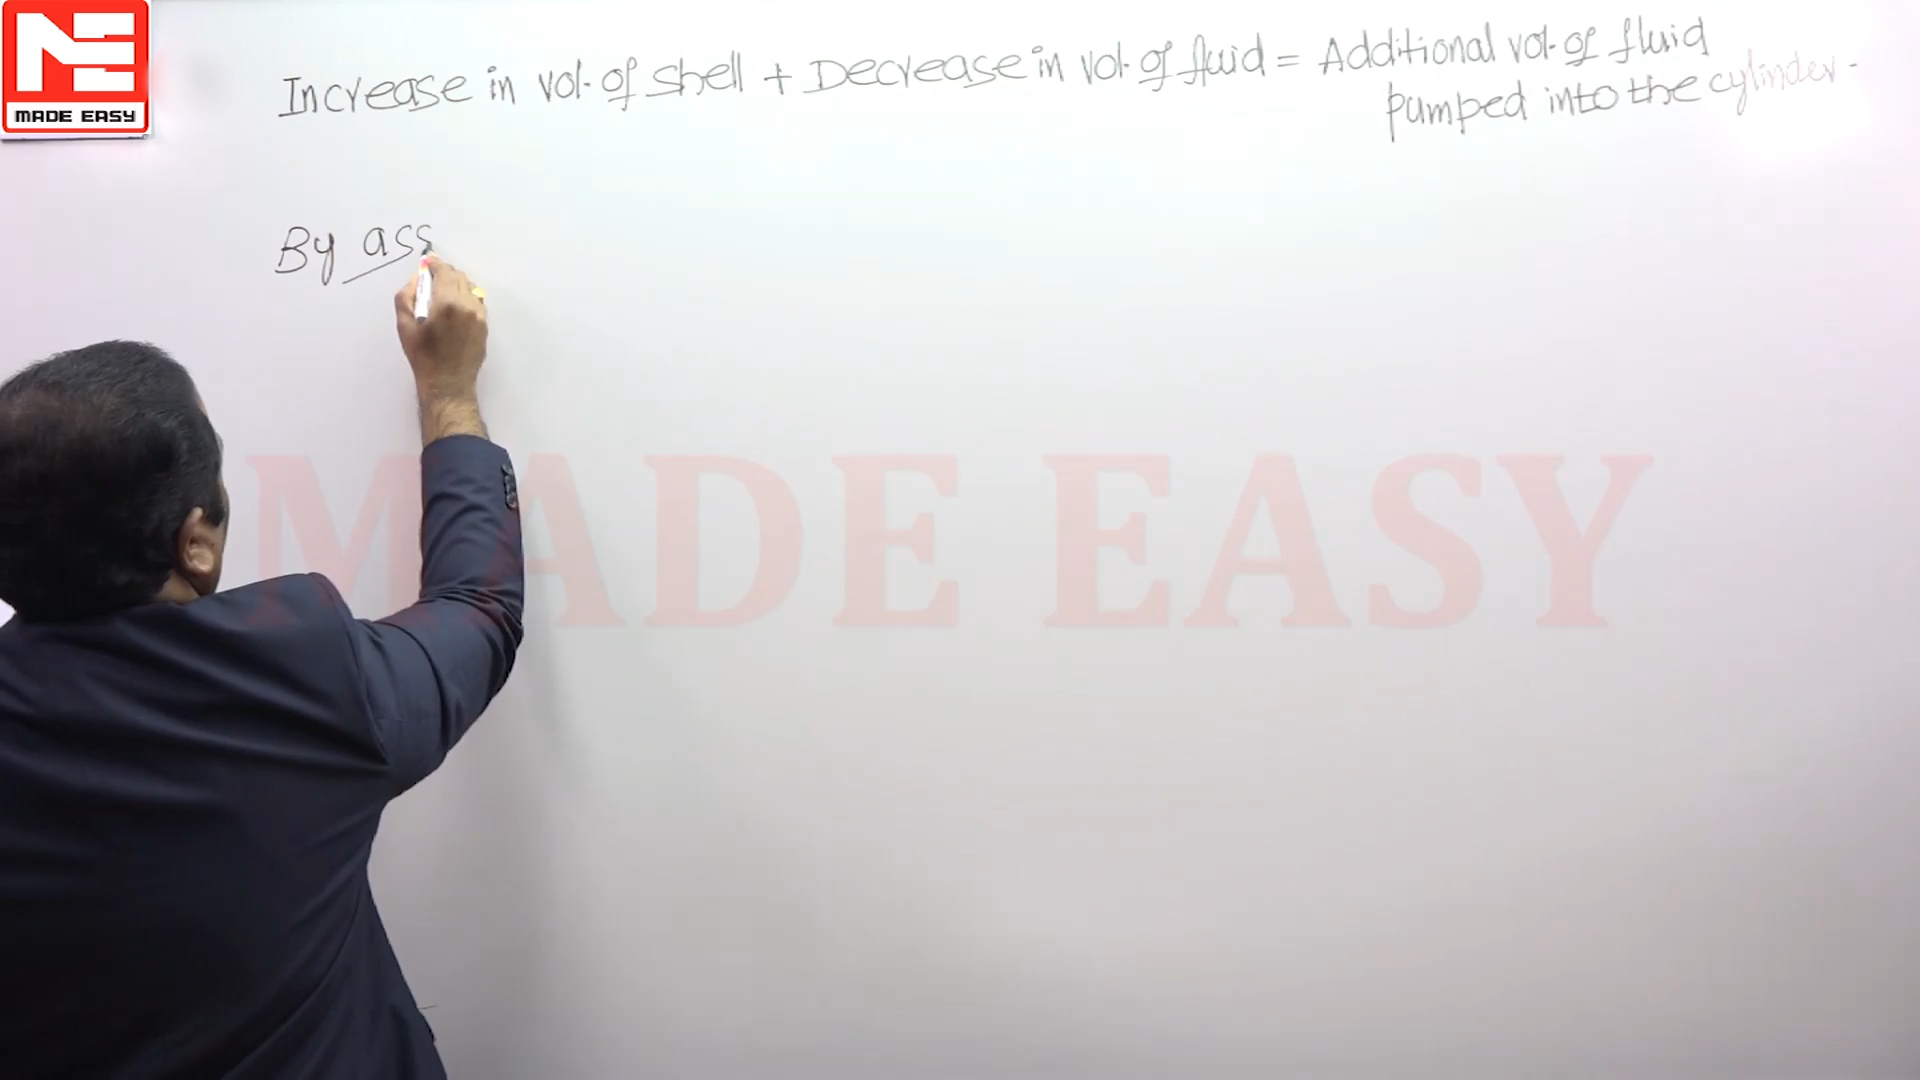 ME
MADE EASY
Increase in vol. of shell + Decrease in vol. of fluid = Additional vol. of fluid
pumped into the cylinder.
By ass
MADE EASY